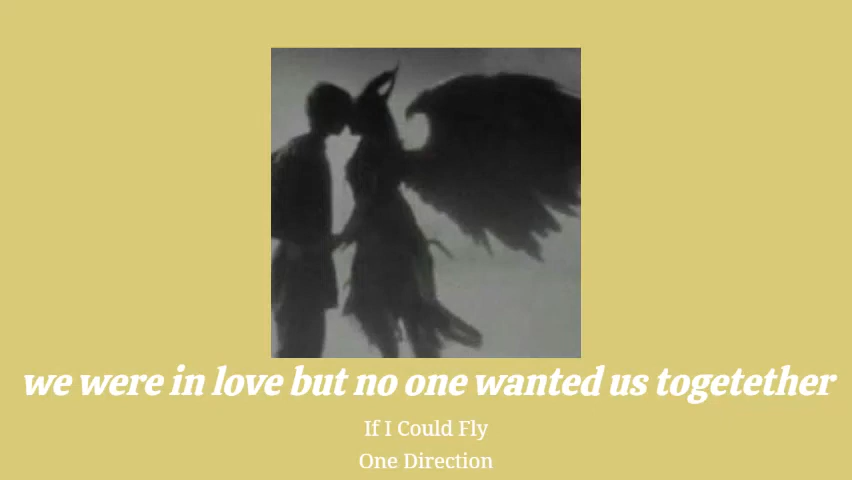 we were in love but no one wanted us togetether
If I Could Fly
One Direction